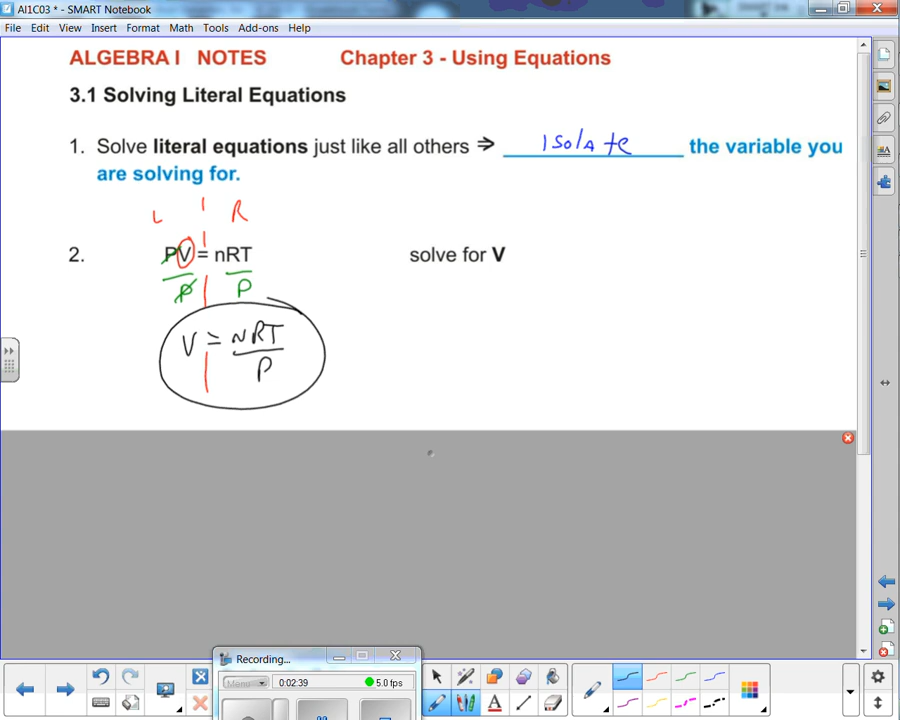 AI1C03 * - SMART Notebook
File Edit View Insert Format Math Tools Add-ons Help
ALGEBRA I NOTES Chapter 3 - Using Equations
3.1 Solving Literal Equations
1. Solve literal equations just like all others ⇒ Isolate the variable you
are solving for.
L R
2. PV = nRT solve for V
P P
V = nRT
P
Recording...
Menu 0:02:39 5.0 fps